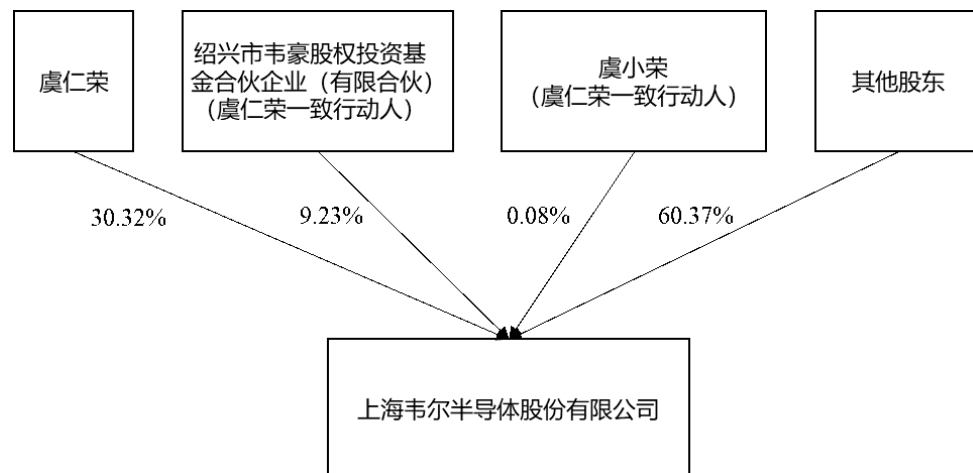 虞仁荣
绍兴市韦豪股权投资基
金合伙企业（有限合伙）
（虞仁荣一致行动人）
虞小荣
（虞仁荣一致行动人）
其他股东
30.32%
9.23%
0.08%
60.37%
上海韦尔半导体股份有限公司